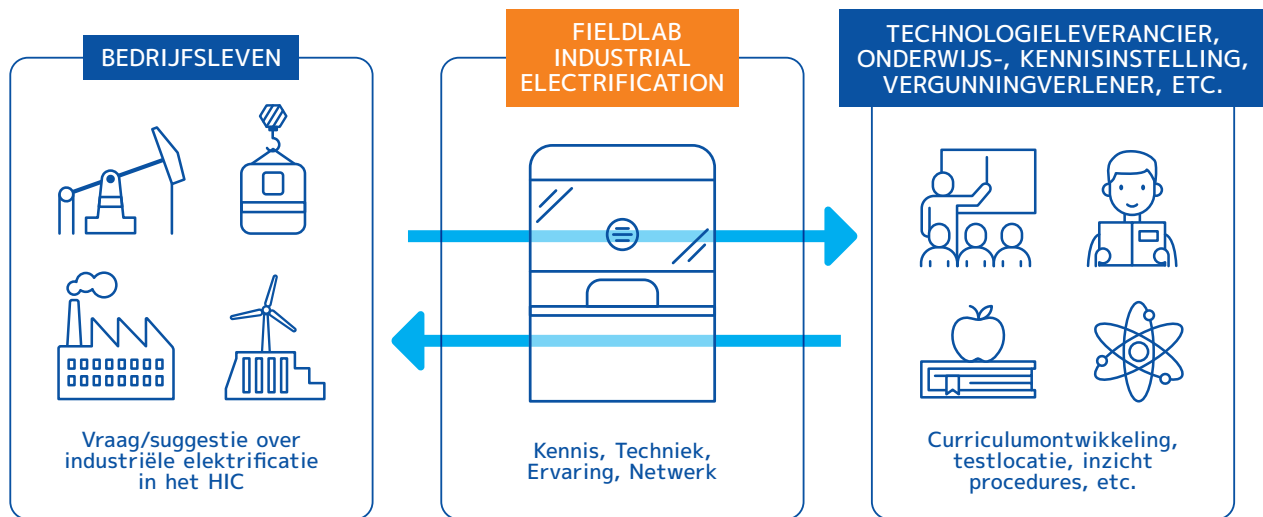 BEDRIJFSLEVEN
Vraag/suggestie over
industriële elektrificatie
in het HIC
FIELDLAB
INDUSTRIAL
ELECTRIFICATION
Kennis, Techniek,
Ervaring, Netwerk
TECHNOLOGIELEVERANCIER,
ONDERWIJS-, KENNISINSTELLING,
VERGUNNINGVERLENER, ETC.
Curriculumontwikkeling,
testlocatie, inzicht
procedures, etc.